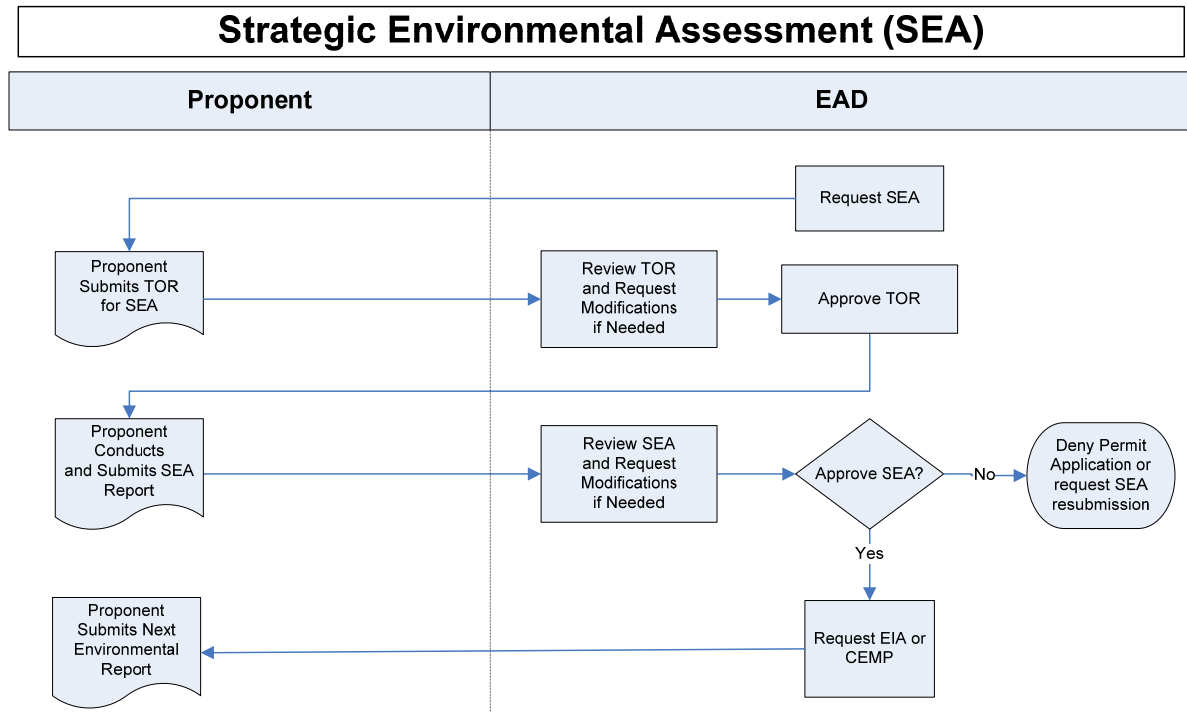 Strategic Environmental Assessment (SEA)
Proponent
EAD
Request SEA
Proponent
Submits TOR
for SEA
Review TOR
and Request
Modifications
if Needed
Approve TOR
Proponent
Conducts
and Submits SEA
Report
Review SEA
and Request
Modifications
if Needed
Approve SEA?
No
Deny Permit
Application or
request SEA
resubmission
Yes
Proponent
Submits Next
Environmental
Report
Request EIA or
CEMP